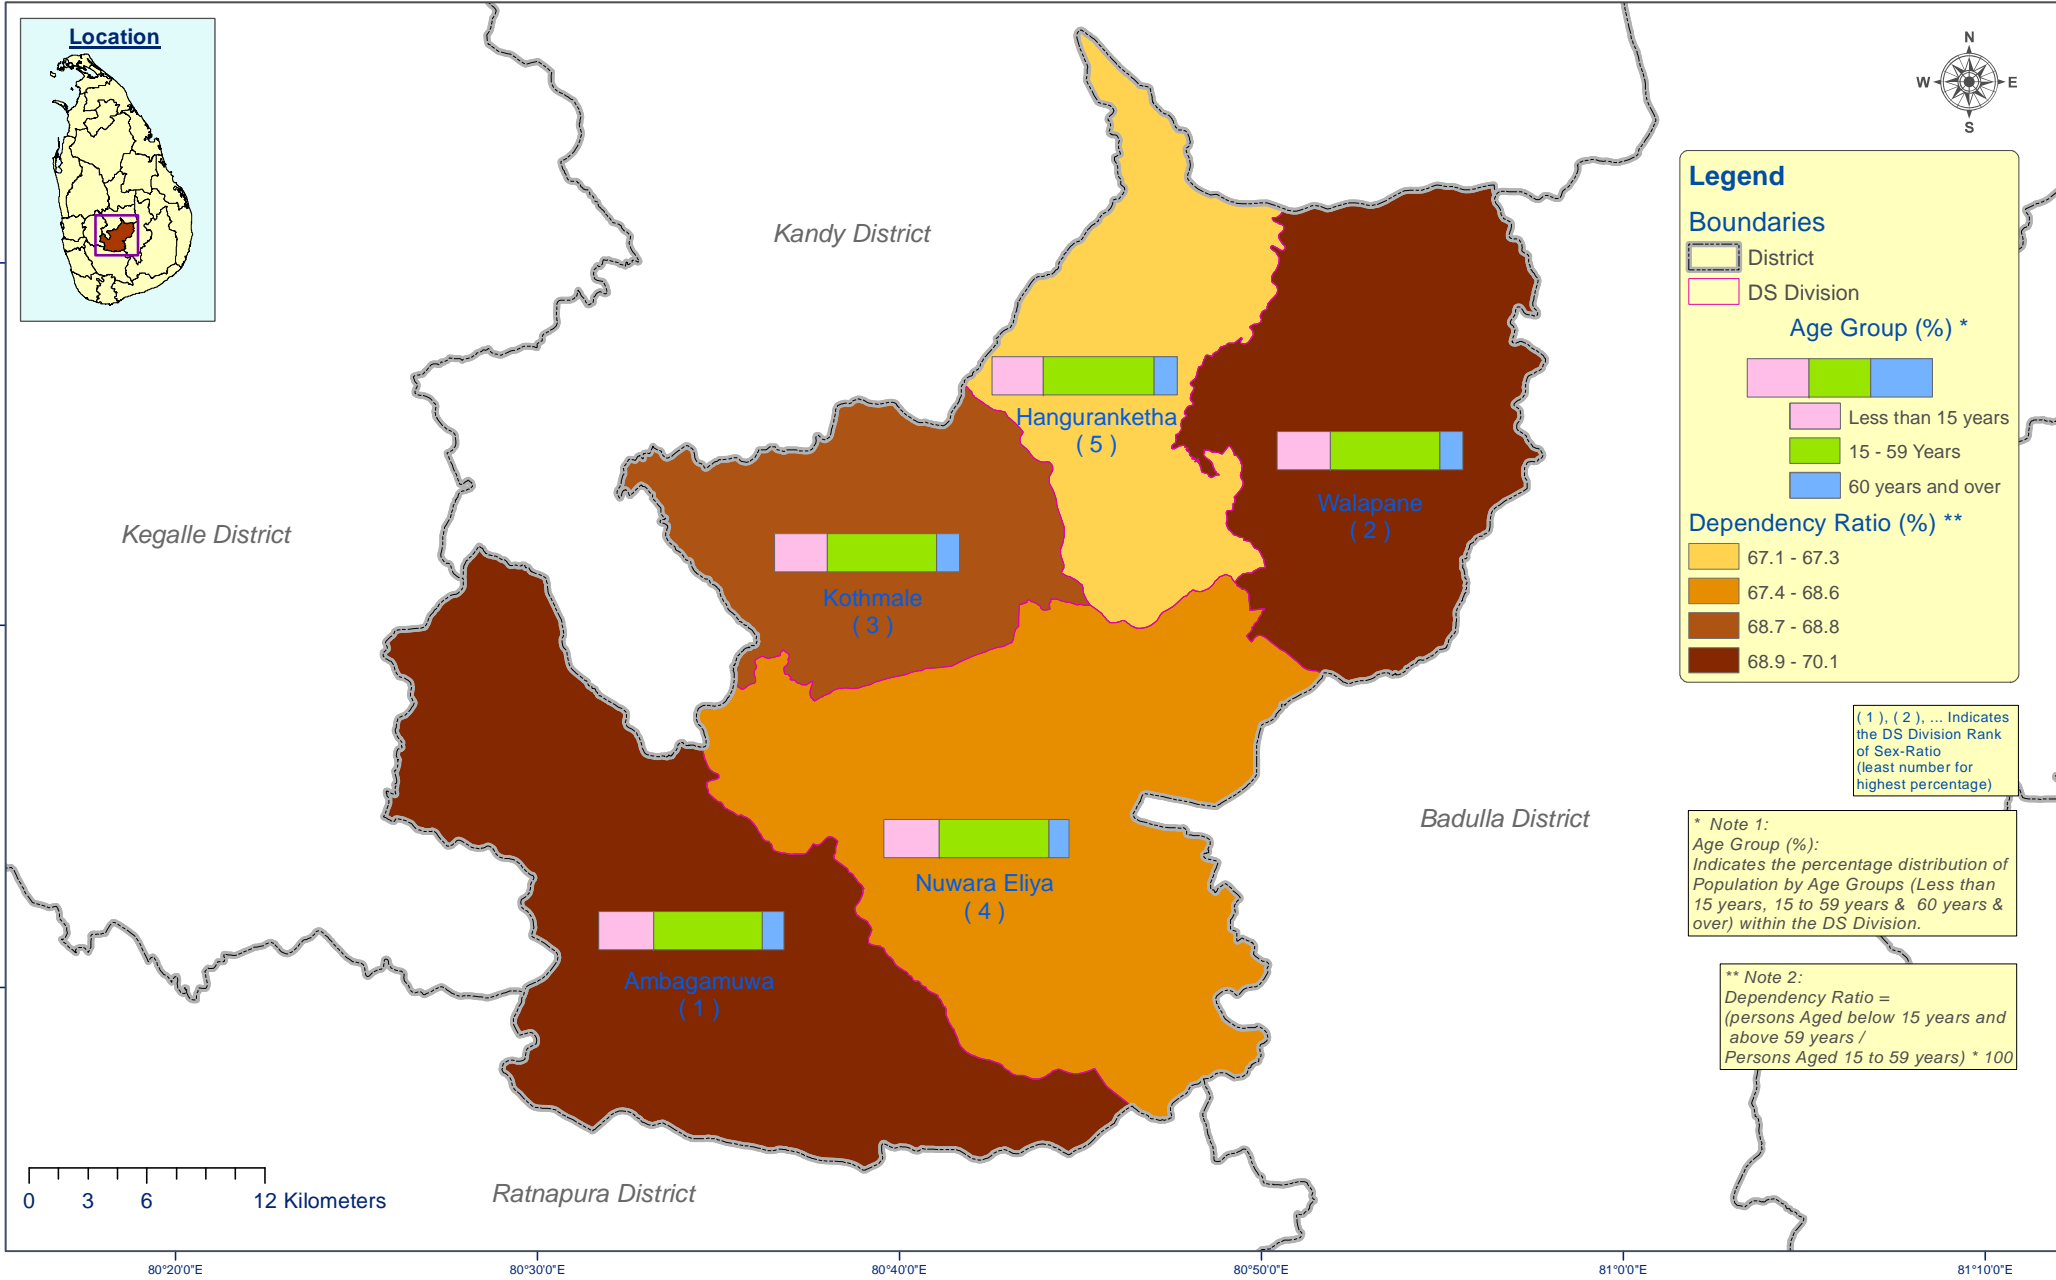 Location
N
W
E
S
Kandy District
Kegalle District
Badulla District
Ratnapura District
Hanguranketha
( 5 )
Walapane
( 2 )
Kothmale
( 3 )
Nuwara Eliya
( 4 )
Ambagamuwa
( 1 )
Legend
Boundaries
District
DS Division
Age Group (%) *
Less than 15 years
15 - 59 Years
60 years and over
Dependency Ratio (%) **
67.1 - 67.3
67.4 - 68.6
68.7 - 68.8
68.9 - 70.1
( 1 ), ( 2 ), ... Indicates
the DS Division Rank
of Sex-Ratio
(least number for
highest percentage)
* Note 1:
Age Group (%):
Indicates the percentage distribution of
Population by Age Groups (Less than
15 years, 15 to 59 years & 60 years &
over) within the DS Division.
** Note 2:
Dependency Ratio =
(persons Aged below 15 years and
above 59 years /
Persons Aged 15 to 59 years) * 100
0 3 6 12 Kilometers
80°20'0"E 80°30'0"E 80°40'0"E 80°50'0"E 81°0'0"E 81°10'0"E